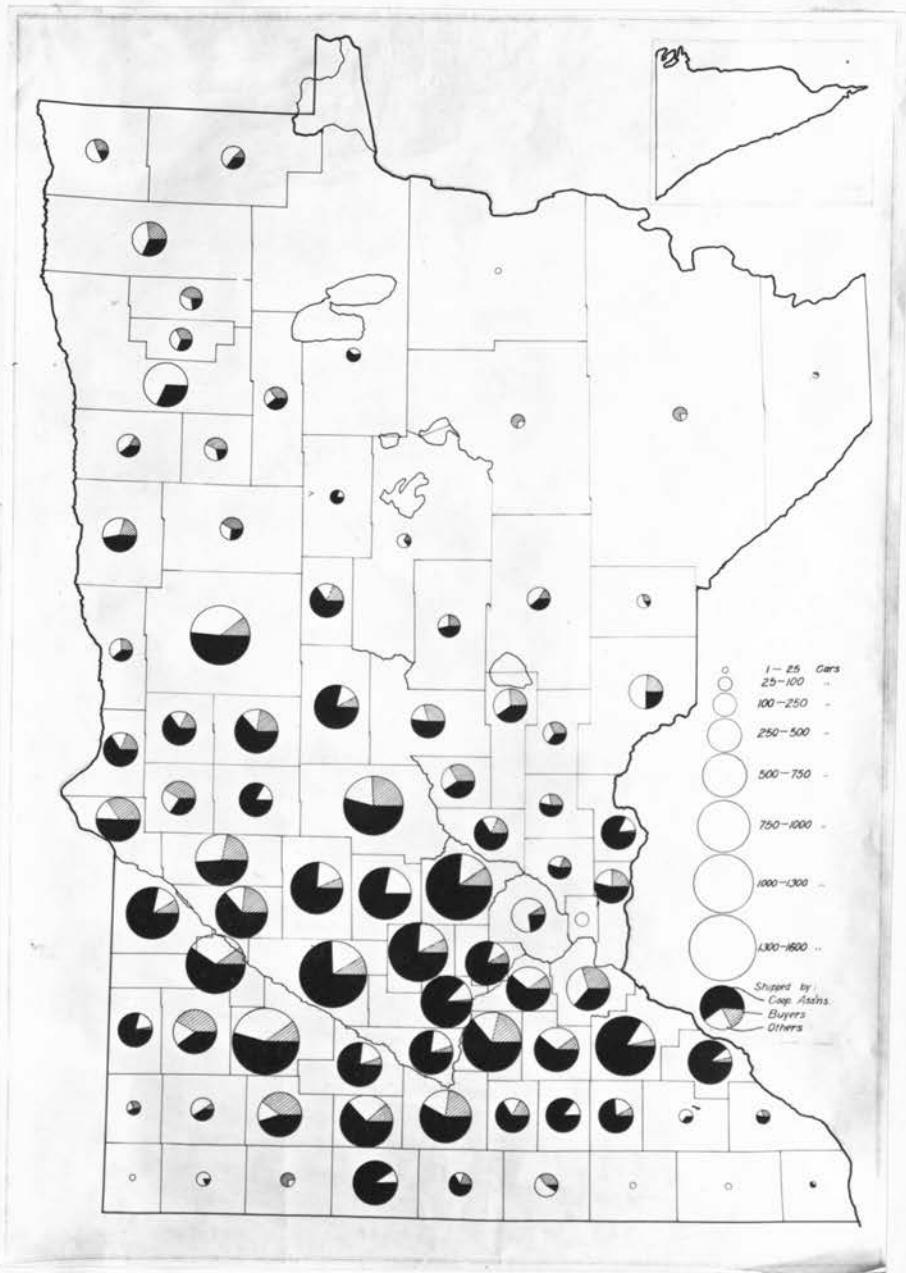 1 — 25 Cars
25-100 "
100-250 "
250-500 "
500-750 "
750-1000 "
1000-1300 "
1300-1600 "
Shipped by:
Coop. Ass'ns.
Buyers
Others